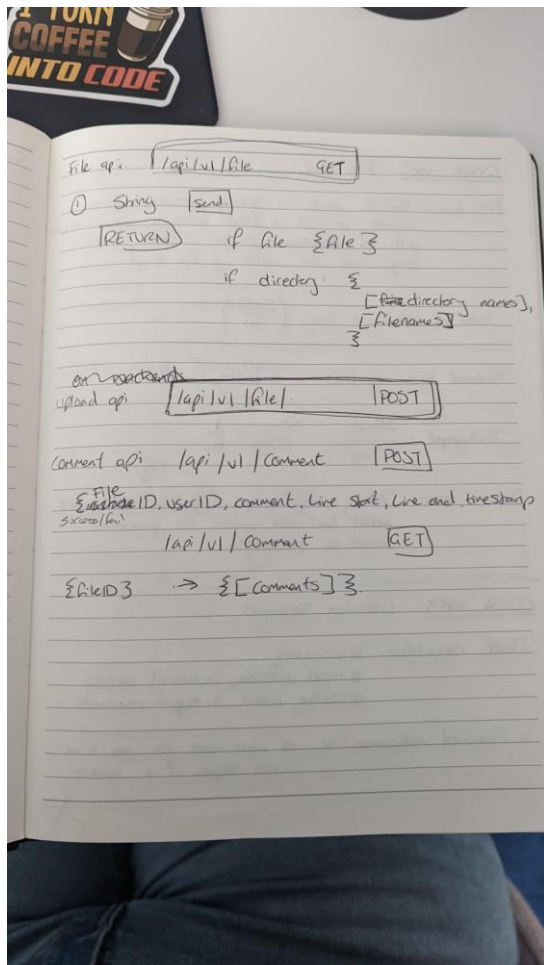 I TURN
COFFEE
INTO CODE
File api /api/v1/file GET
① String send
RETURN if file {file}
if directory {
[directory names],
[filenames]
}
Upload api /api/v1/file/ POST
Comment api /api/v1/comment POST
{File ID, userID, comment, Line start, Line end, timestamp
success/fail
/api/v1/comment GET
{fileID} → {[comments]}